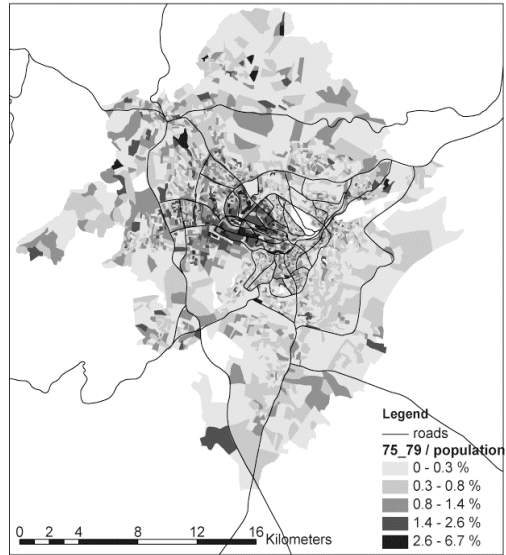 Legend
roads
75_79 / population
0 - 0.3 %
0.3 - 0.8 %
0.8 - 1.4 %
1.4 - 2.6 %
2.6 - 6.7 %
0 2 4 8 12 16 Kilometers